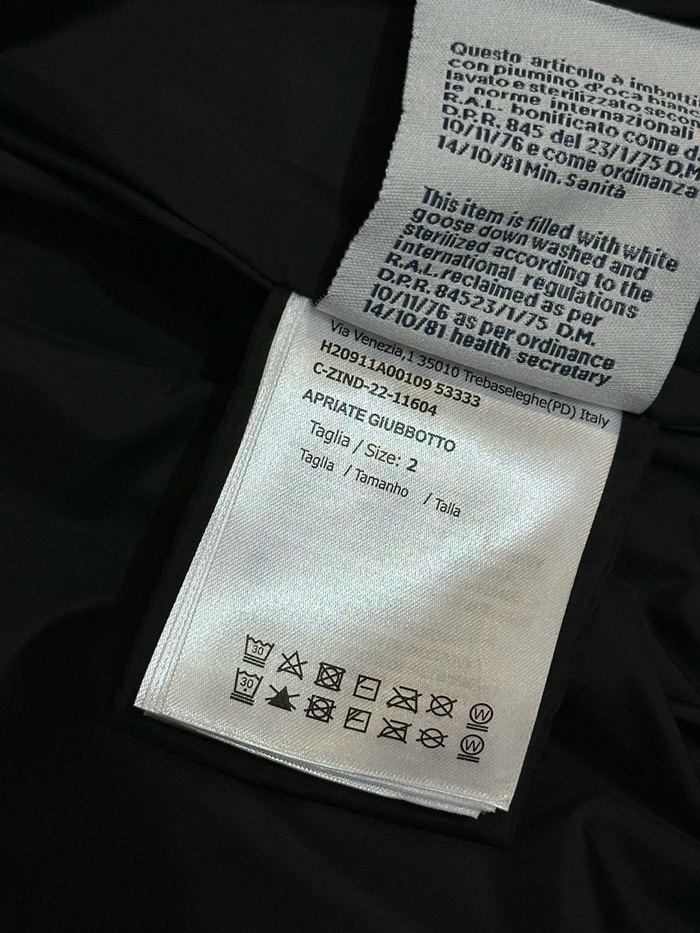 Questo articolo è imbotti
con piumino d'oca bianc
lavato e sterilizzato secon
le norme internazionali
R.A.L. bonificato come d
D.P.R. 845 del 23/1/75 D.M
10/11/76 e come ordinanza
14/10/81 Min. Sanità
This item is filled with white
goose down washed and
sterilized according to the
international regulations
R.A.L. reclaimed as per
D.P.R. 84523/1/75 D.M.
10/11/76 as per ordinance
14/10/81 health secretary
Via Venezia,1 35010 Trebaseleghe(PD) Italy
H20911A00109 53333
C-ZIND-22-11604
APRIATE GIUBBOTTO
Taglia / Size: 2
Taglla / Tamanho / Talla
30
W
30
W